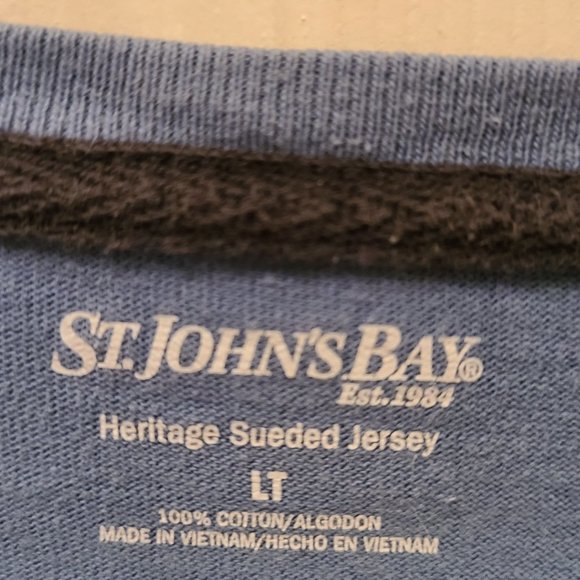 ST. JOHN'S BAY®
Est. 1984
Heritage Sueded Jersey
LT
100% COTTON/ALGODON
MADE IN VIETNAM/HECHO EN VIETNAM